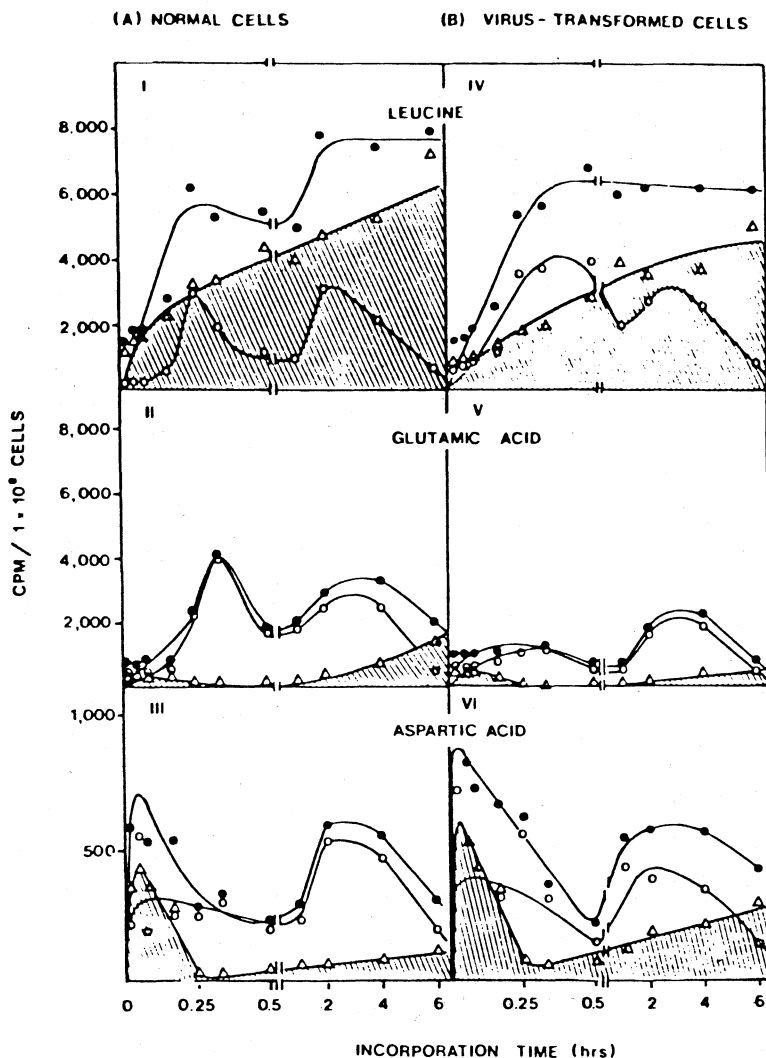 (A) NORMAL CELLS
(B) VIRUS-TRANSFORMED CELLS
I
IV
LEUCINE
8,000
6,000
4,000
2,000
II
V
GLUTAMIC ACID
8,000
6,000
4,000
2,000
III
VI
ASPARTIC ACID
1,000
500
CPM / 1 × 10⁸ CELLS
0 0.25 0.5 2 4 6
0.25 0.5 2 4 6
INCORPORATION TIME (hrs)